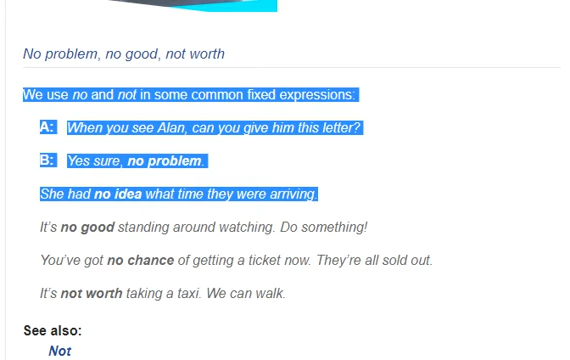 No problem, no good, not worth
We use no and not in some common fixed expressions:
A: When you see Alan, can you give him this letter?
B: Yes sure, no problem.
She had no idea what time they were arriving.
It's no good standing around watching. Do something!
You've got no chance of getting a ticket now. They're all sold out.
It's not worth taking a taxi. We can walk.
See also:
Not